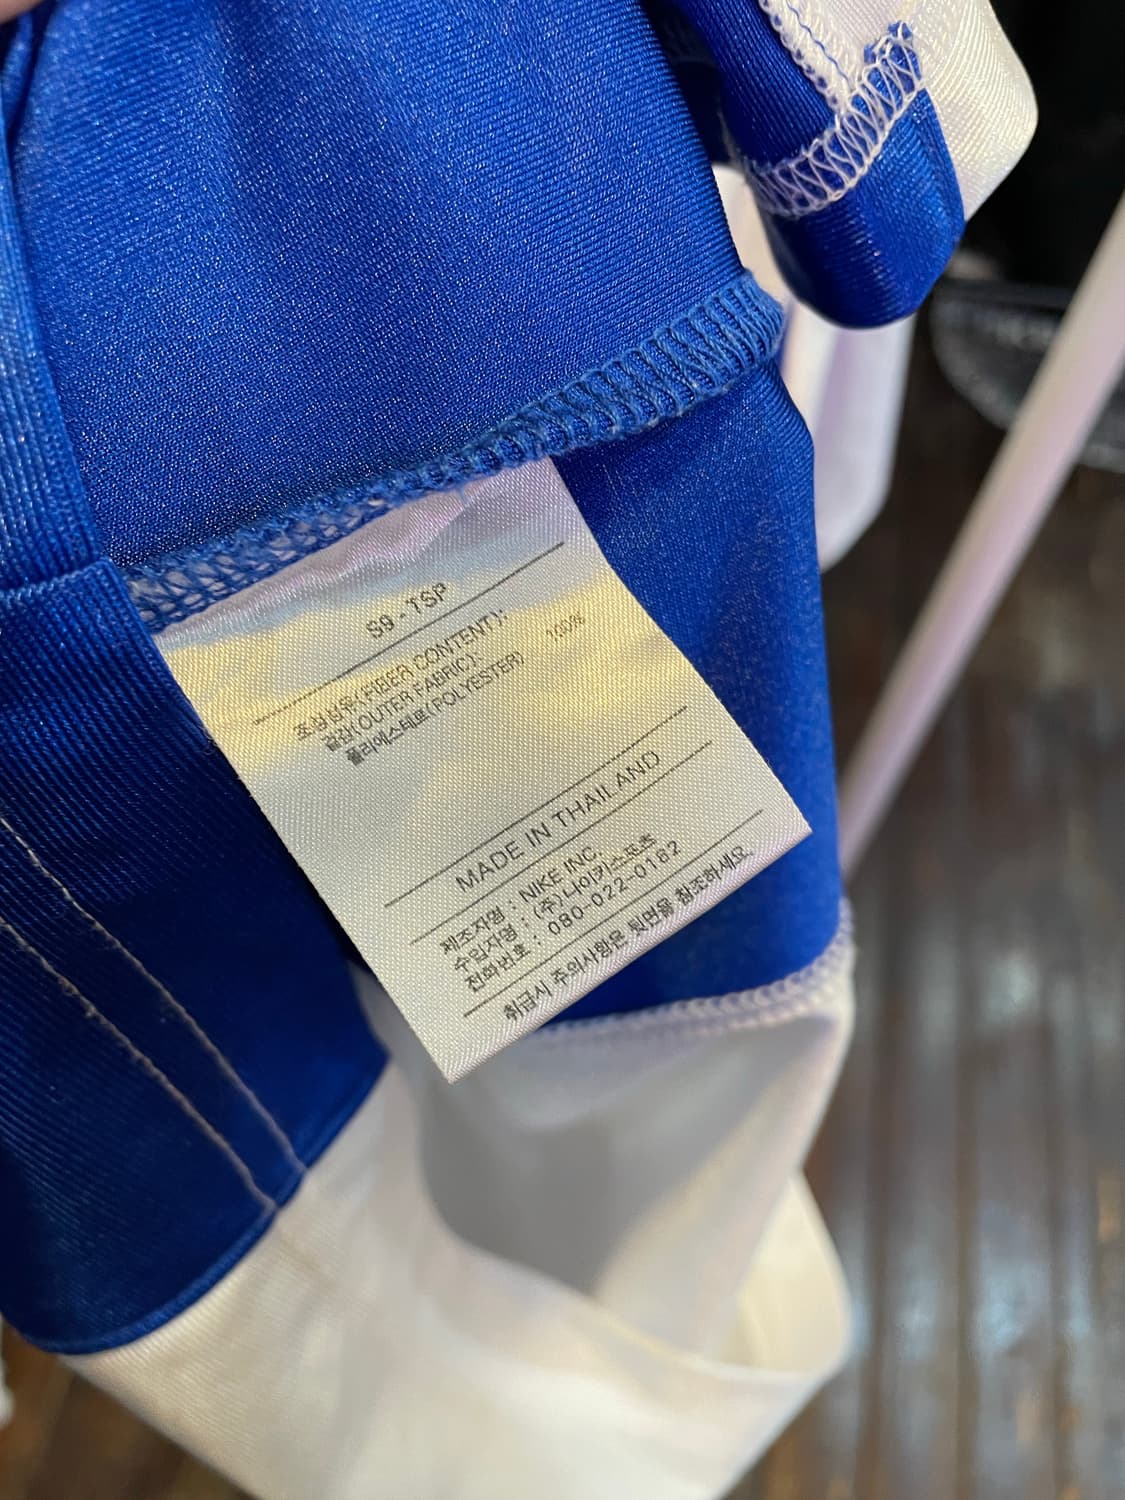 S9 - TSP
조성섬유(FIBER CONTENT):
겉감(OUTER FABRIC):
폴리에스테르(POLYESTER) 100%
MADE IN THAILAND
제조자명 : NIKE INC.
수입자명 : (주)나이키스포츠
전화번호 : 080-022-0182
취급시 주의사항은 뒷면을 참조하세요.